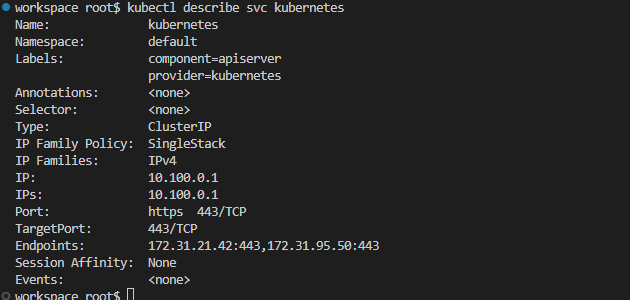 workspace root$ kubectl describe svc kubernetes
Name:              kubernetes
Namespace:         default
Labels:            component=apiserver
                   provider=kubernetes
Annotations:       <none>
Selector:          <none>
Type:              ClusterIP
IP Family Policy:  SingleStack
IP Families:       IPv4
IP:                10.100.0.1
IPs:               10.100.0.1
Port:              https  443/TCP
TargetPort:        443/TCP
Endpoints:         172.31.21.42:443,172.31.95.50:443
Session Affinity:  None
Events:            <none>
workspace root$